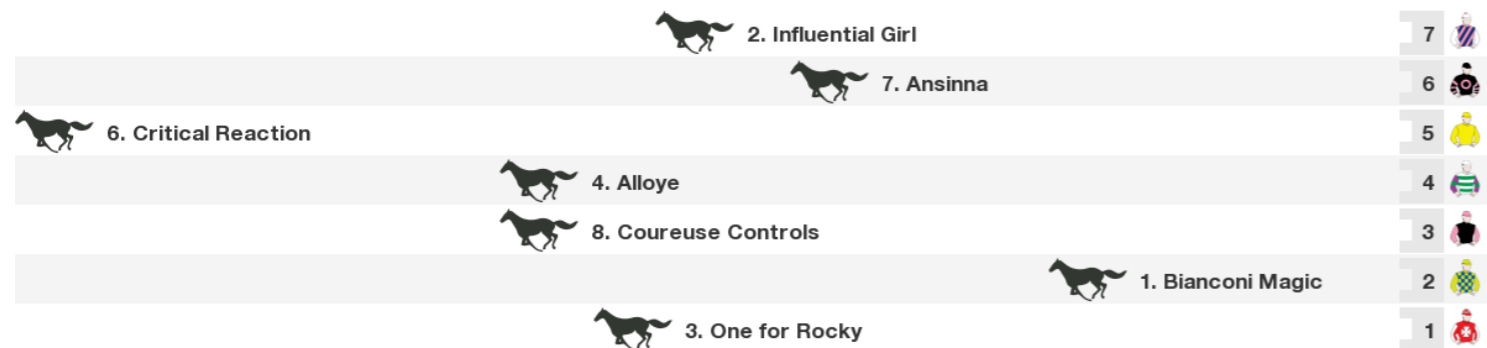 2. Influential Girl 7
7. Ansinna 6
6. Critical Reaction 5
4. Alloye 4
8. Coureuse Controls 3
1. Bianconi Magic 2
3. One for Rocky 1